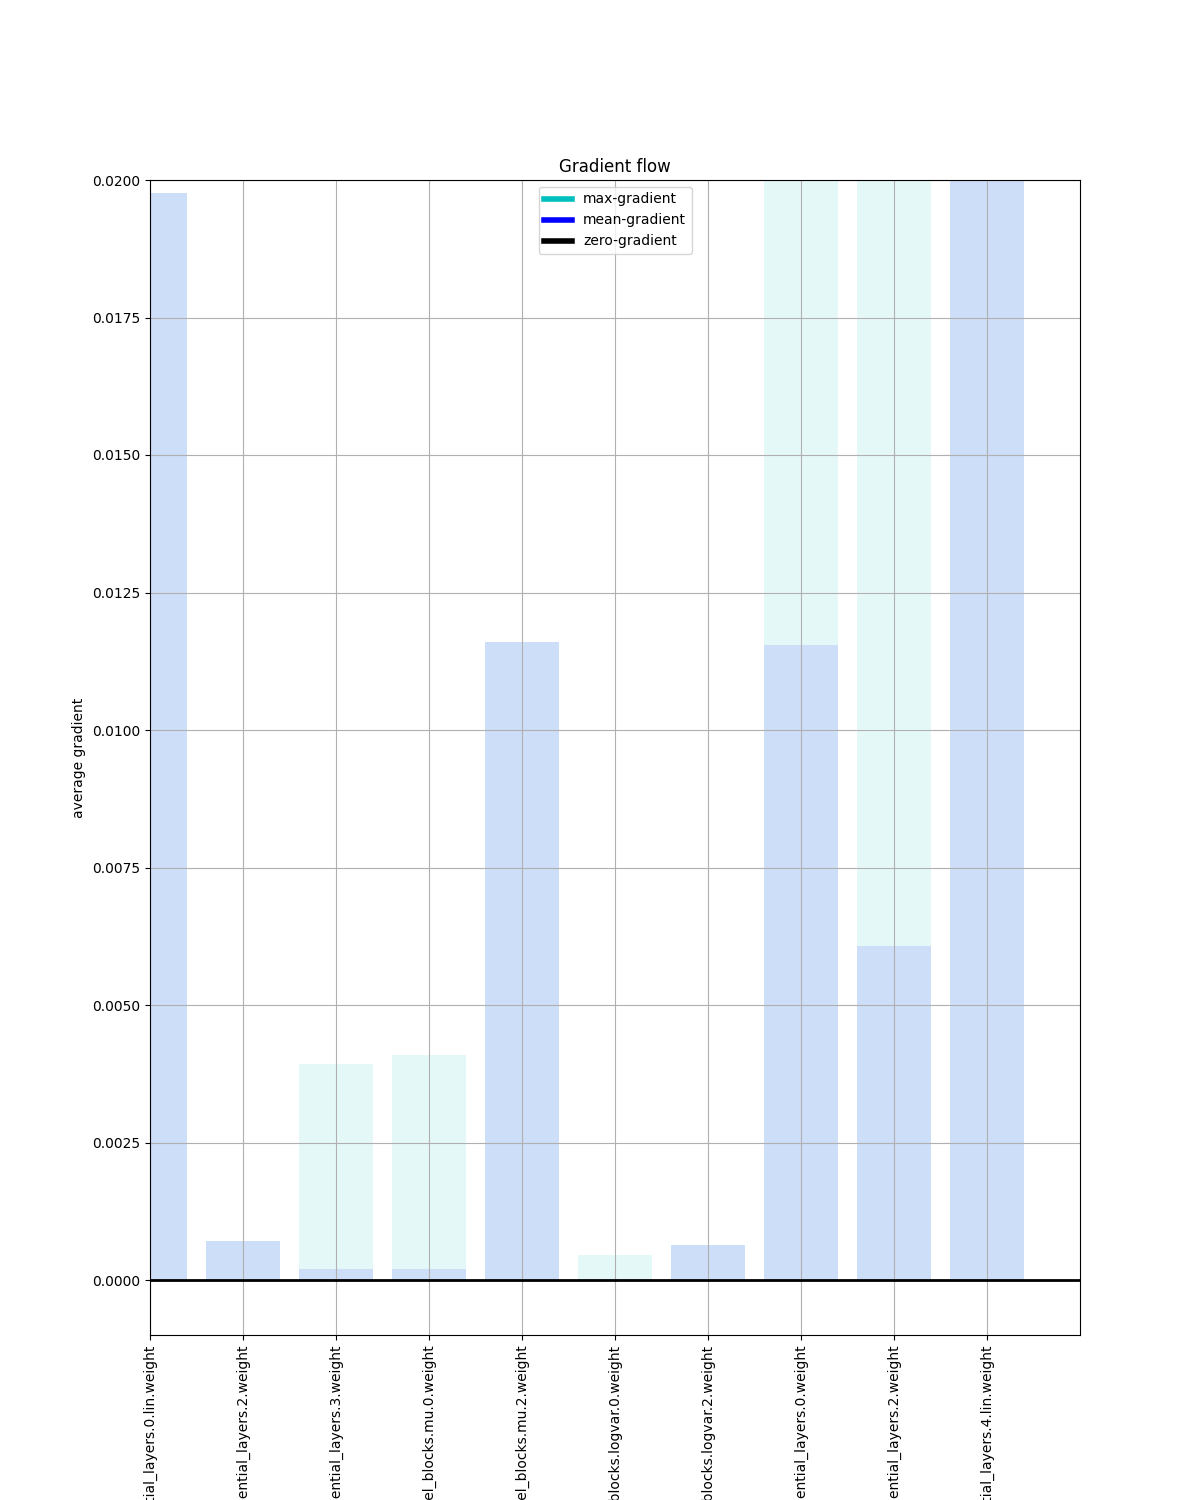 Gradient flow
max-gradient
mean-gradient
zero-gradient
0.0200
0.0175
0.0150
0.0125
0.0100
0.0075
0.0050
0.0025
0.0000
average gradient
tial_layers.0.lin.weight
ential_layers.2.weight
ential_layers.3.weight
el_blocks.mu.0.weight
el_blocks.mu.2.weight
blocks.logvar.0.weight
blocks.logvar.2.weight
ential_layers.0.weight
ential_layers.2.weight
tial_layers.4.lin.weight